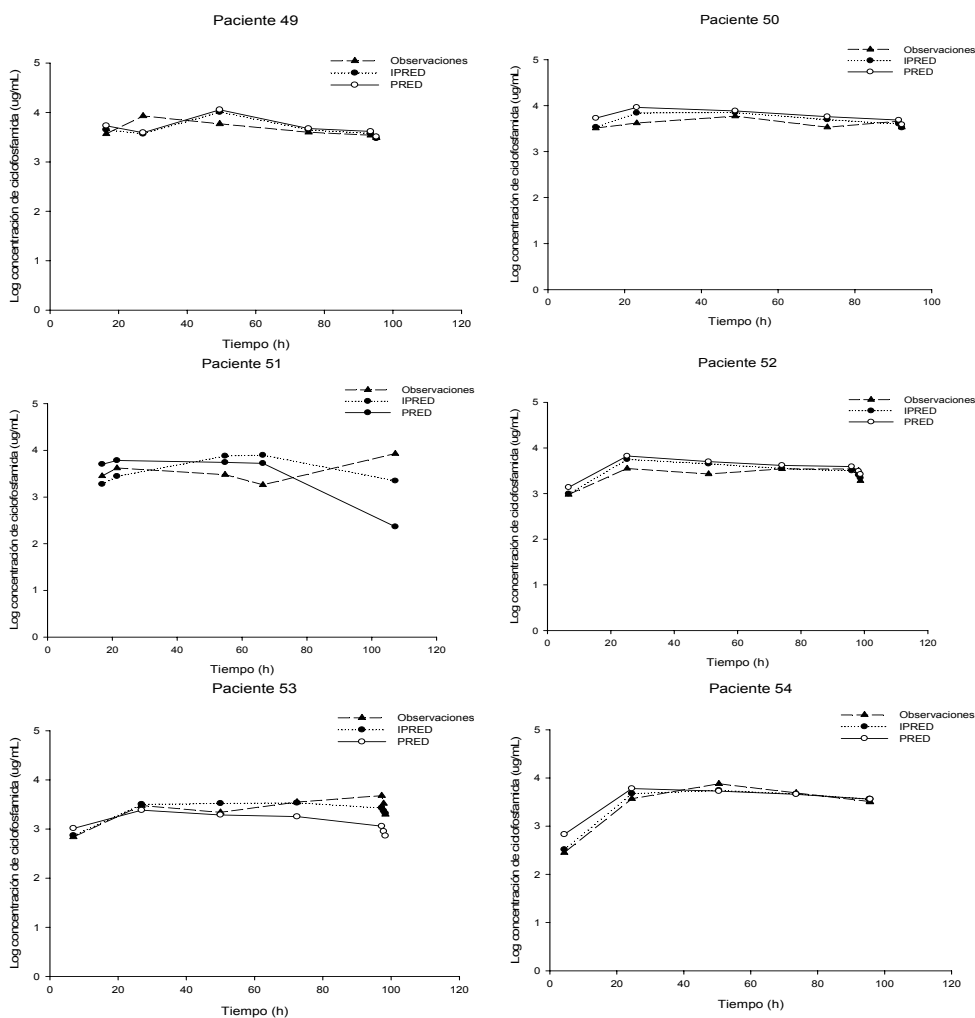 Paciente 49
Observaciones
IPRED
PRED
Log concentración de ciclofosfamida (ug/mL)
5
4
3
2
1
0
0 20 40 60 80 100 120
Tiempo (h)
Paciente 50
Observaciones
IPRED
PRED
Log concentración de ciclofosfamida (ug/mL)
5
4
3
2
1
0
0 20 40 60 80 100
Tiempo (h)
Paciente 51
Observaciones
IPRED
PRED
Log concentración de ciclofosfamida (ug/mL)
5
4
3
2
1
0
0 20 40 60 80 100 120
Tiempo (h)
Paciente 52
Observaciones
IPRED
PRED
Log concentración de ciclofosfamida (ug/mL)
5
4
3
2
1
0
0 20 40 60 80 100 120
Tiempo (h)
Paciente 53
Observaciones
IPRED
PRED
Log concentración de ciclofosfamida (ug/mL)
5
4
3
2
1
0
0 20 40 60 80 100 120
Tiempo (h)
Paciente 54
Observaciones
IPRED
PRED
Log concentración de ciclofosfamida (ug/mL)
5
4
3
2
1
0
0 20 40 60 80 100 120
Tiempo (h)